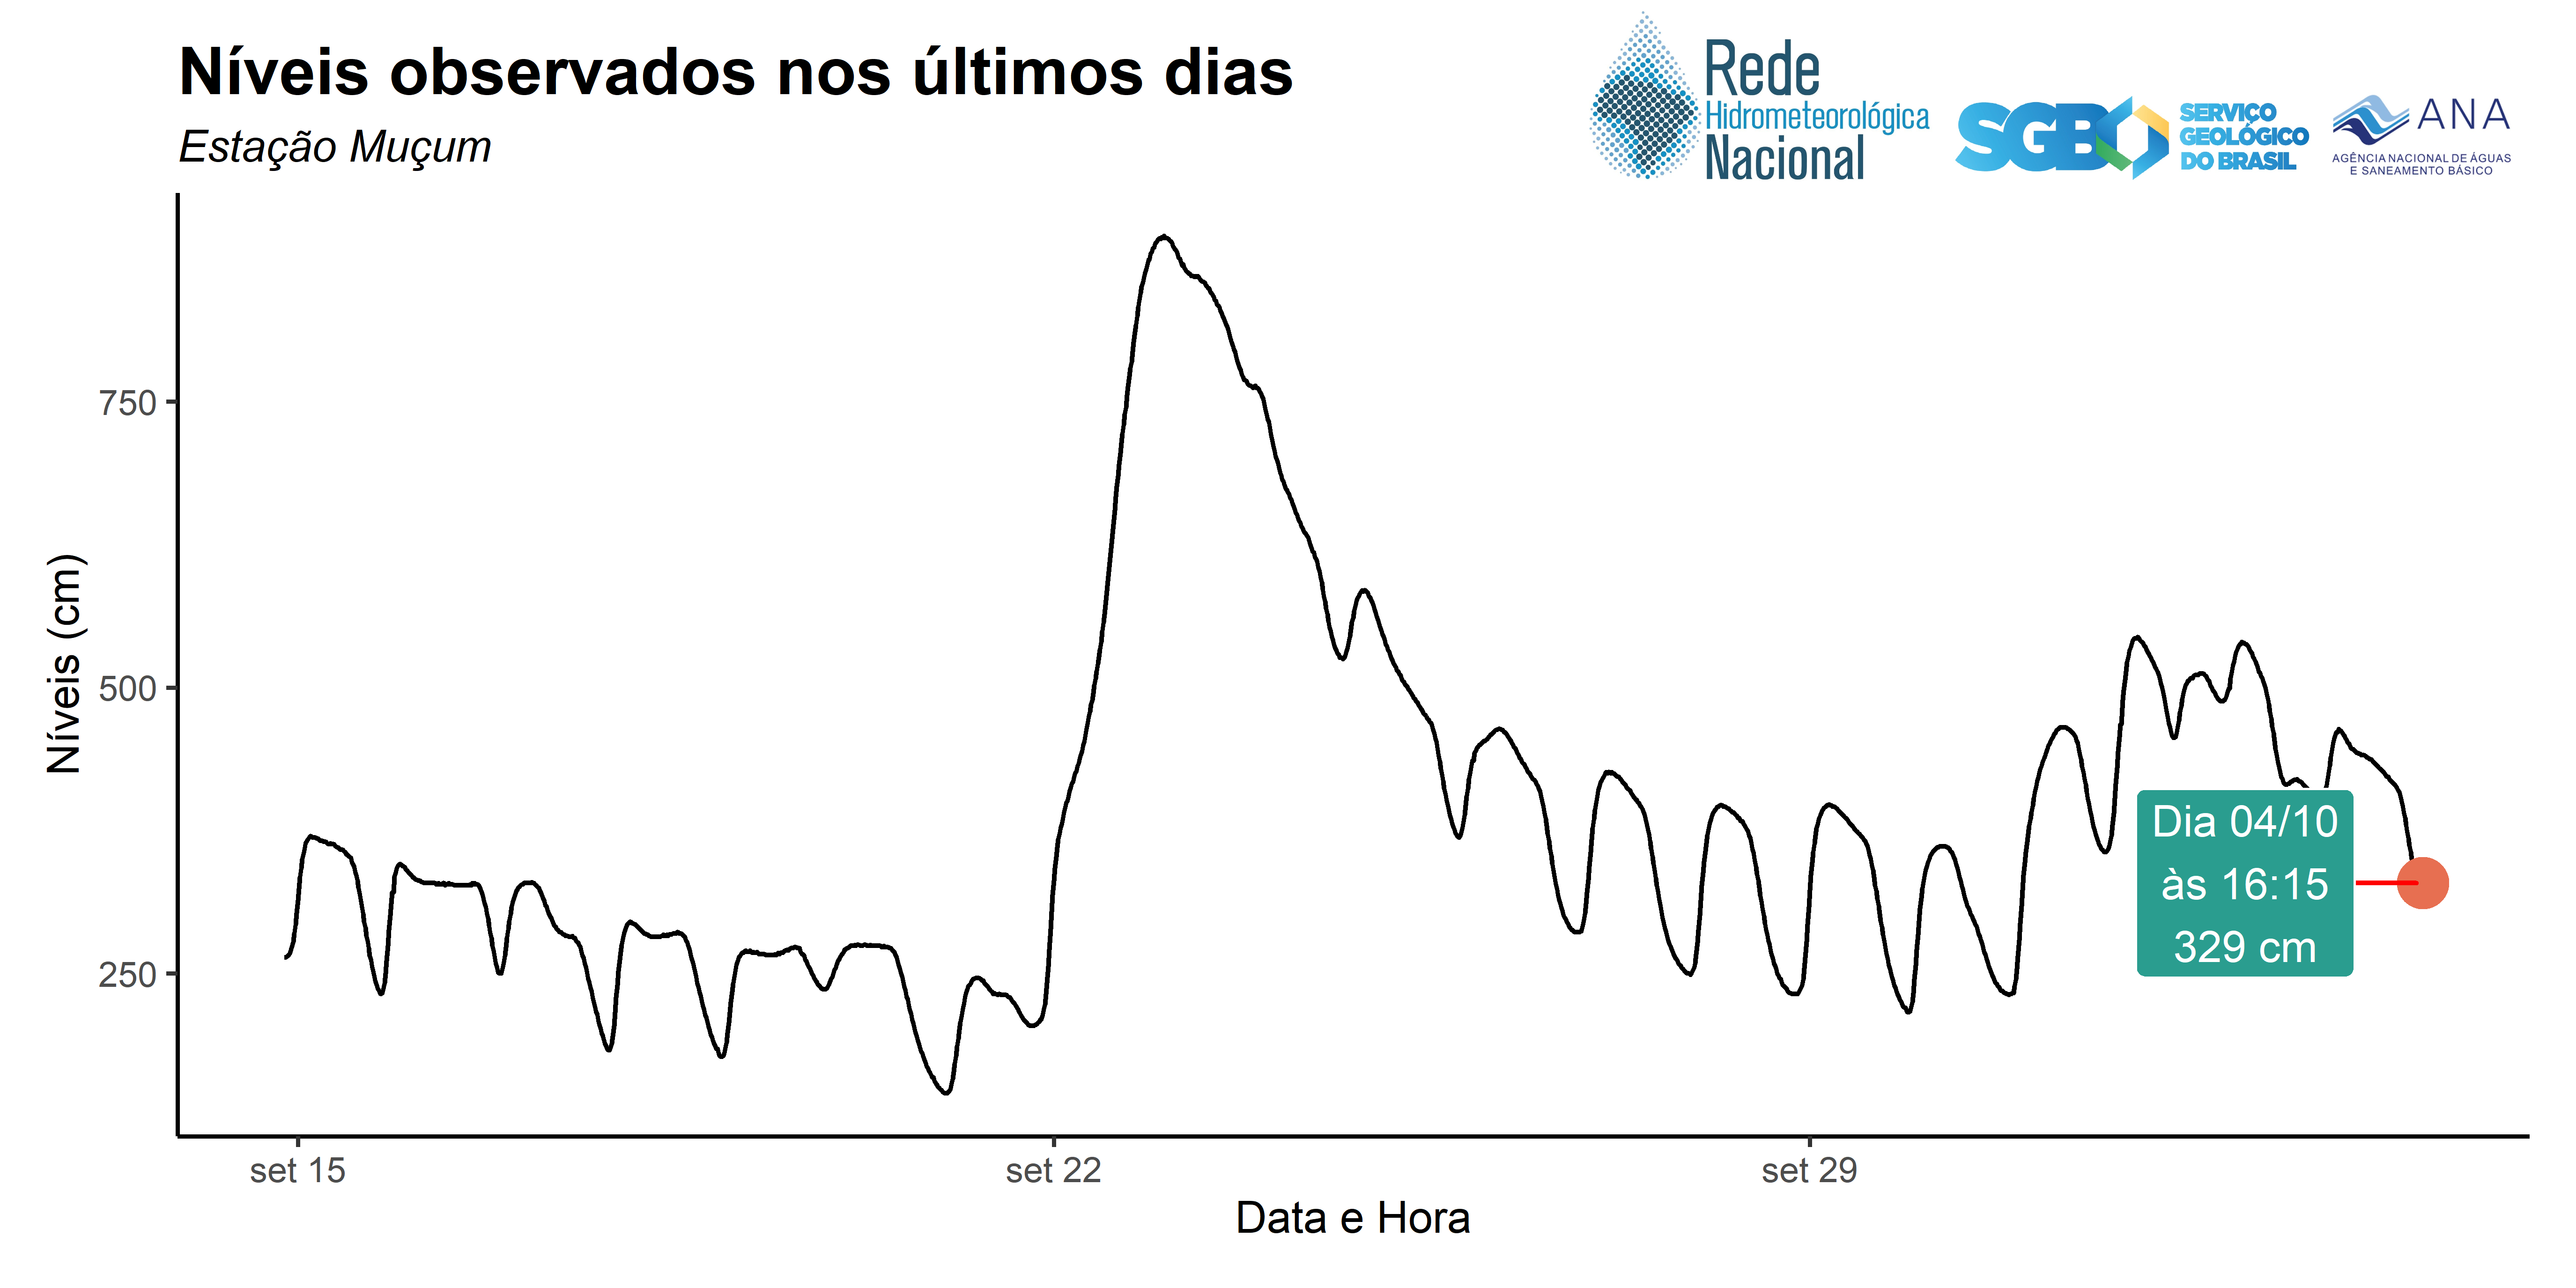 Níveis observados nos últimos dias
Estação Muçum
Rede
Hidrometeorológica
Nacional
SGB
SERVIÇO
GEOLÓGICO
DO BRASIL
ANA
AGÊNCIA NACIONAL DE ÁGUAS
E SANEAMENTO BÁSICO
Níveis (cm)
750
500
250
Dia 04/10
às 16:15
329 cm
set 15
set 22
set 29
Data e Hora